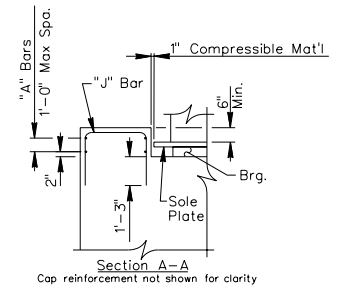 1" Compressible Mat'l
"A" Bars
1'-0" Max Spa.
"J" Bar
6"
Min.
2"
1'-3"
Brg.
Sole
Plate
Section A-A
Cap reinforcement not shown for clarity